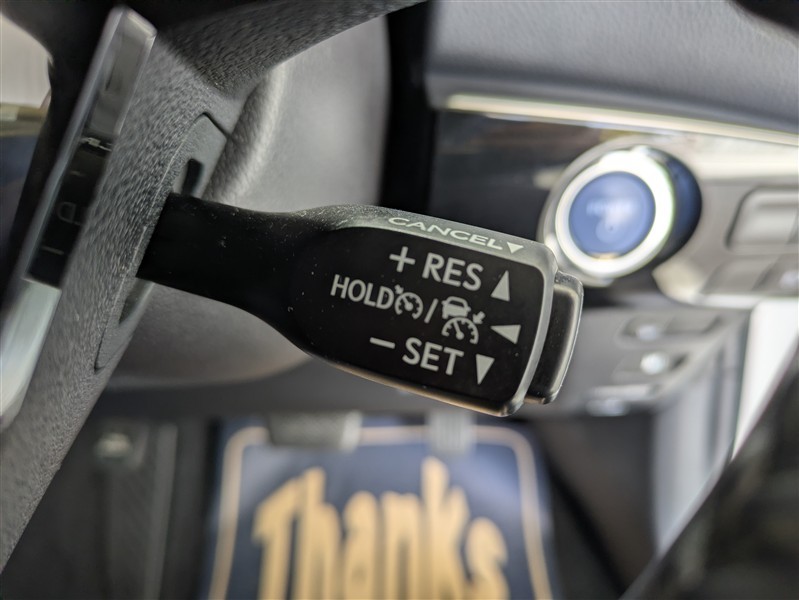 CANCEL
+ RES
HOLD /
− SET
Thanks